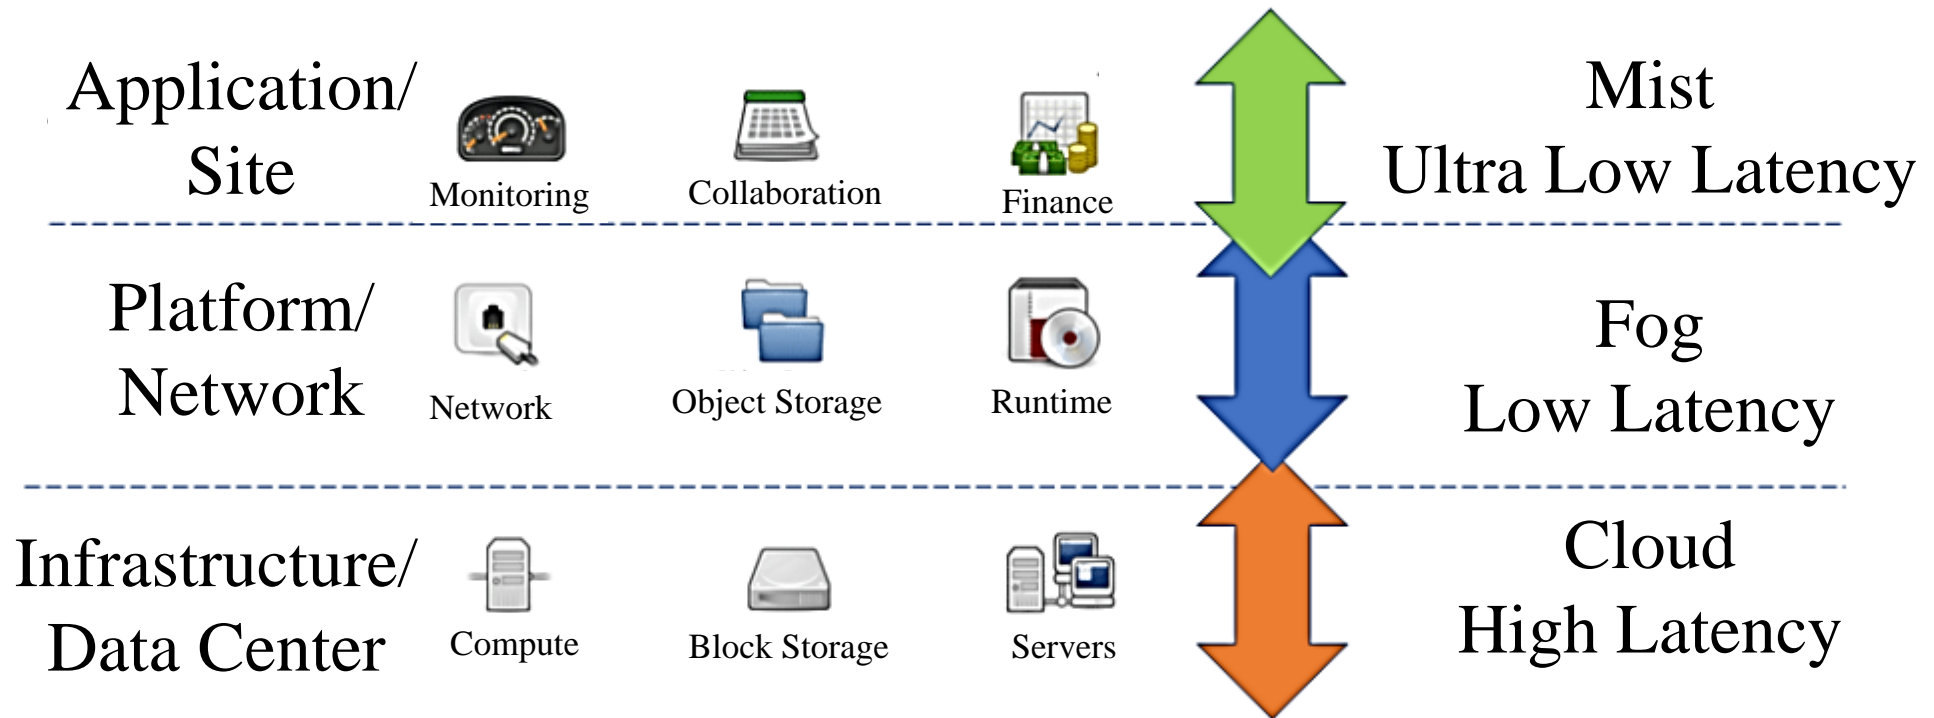 Application/
Site
Monitoring
Collaboration
Finance
Mist
Ultra Low Latency
Platform/
Network
Network
Object Storage
Runtime
Fog
Low Latency
Infrastructure/
Data Center
Compute
Block Storage
Servers
Cloud
High Latency